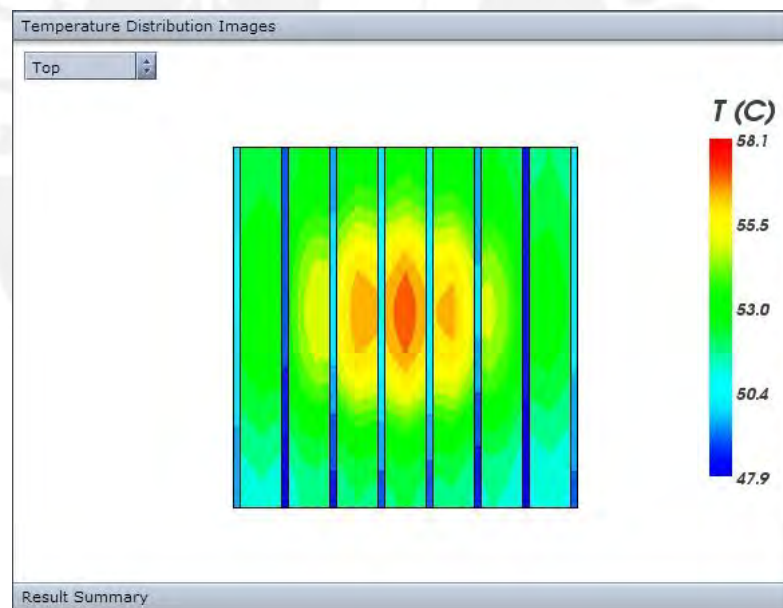 Temperature Distribution Images
Top
T (C)
58.1
55.5
53.0
50.4
47.9
Result Summary